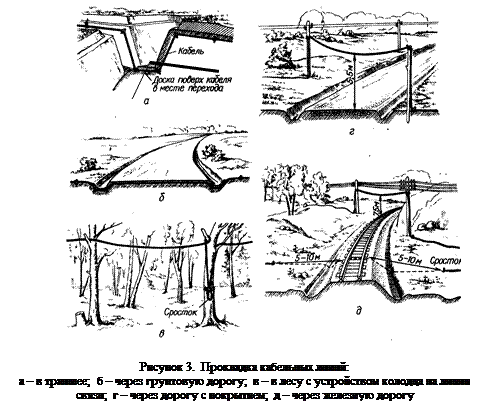 Кабель
Доска поверх кабеля
в месте перехода
а
б
Сросток
в
г
5-10м
5-10м
Сросток
д
Рисунок 3. Прокладка кабельных линий:
а – в траншее; б – через грунтовую дорогу; в – в лесу с устройством колодца на линии
связи; г – через дорогу с покрытием; д – через железную дорогу